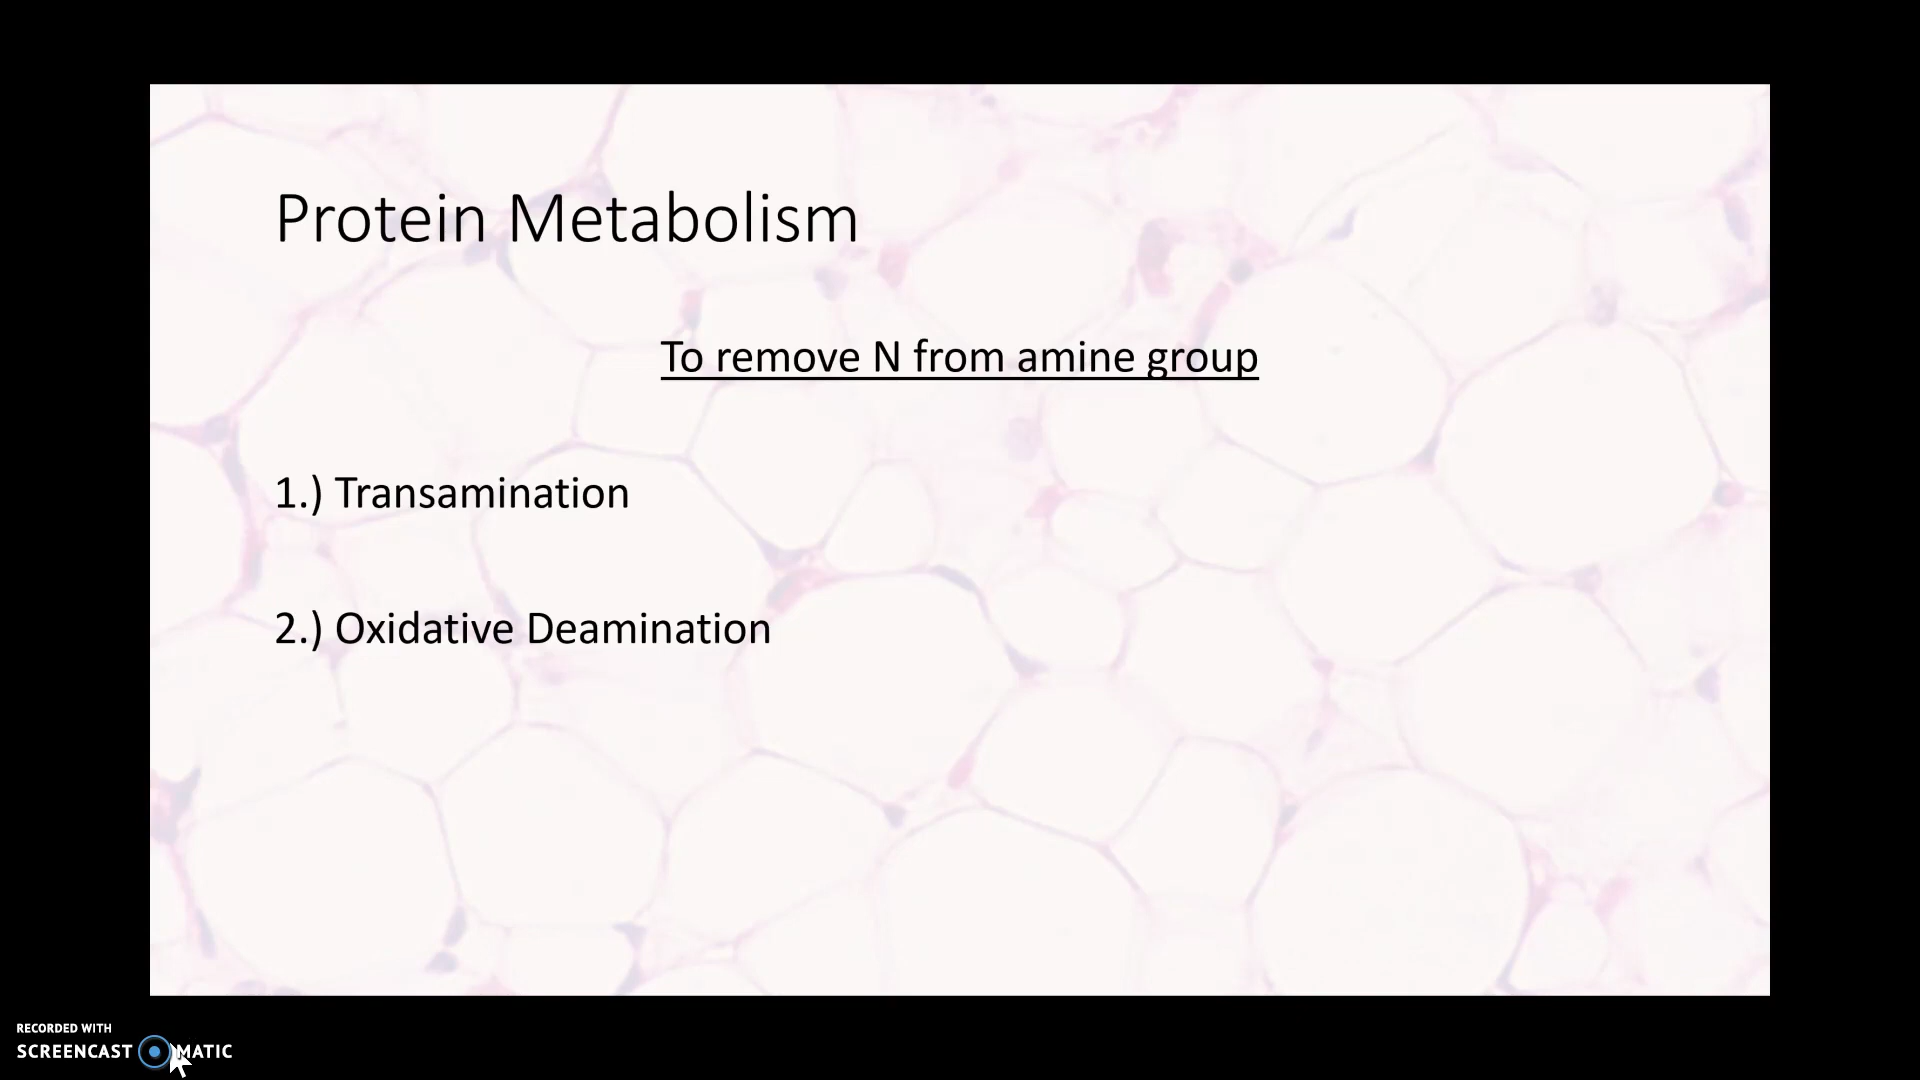 Protein Metabolism
To remove N from amine group
1.) Transamination
2.) Oxidative Deamination
RECORDED WITH
SCREENCAST MATIC